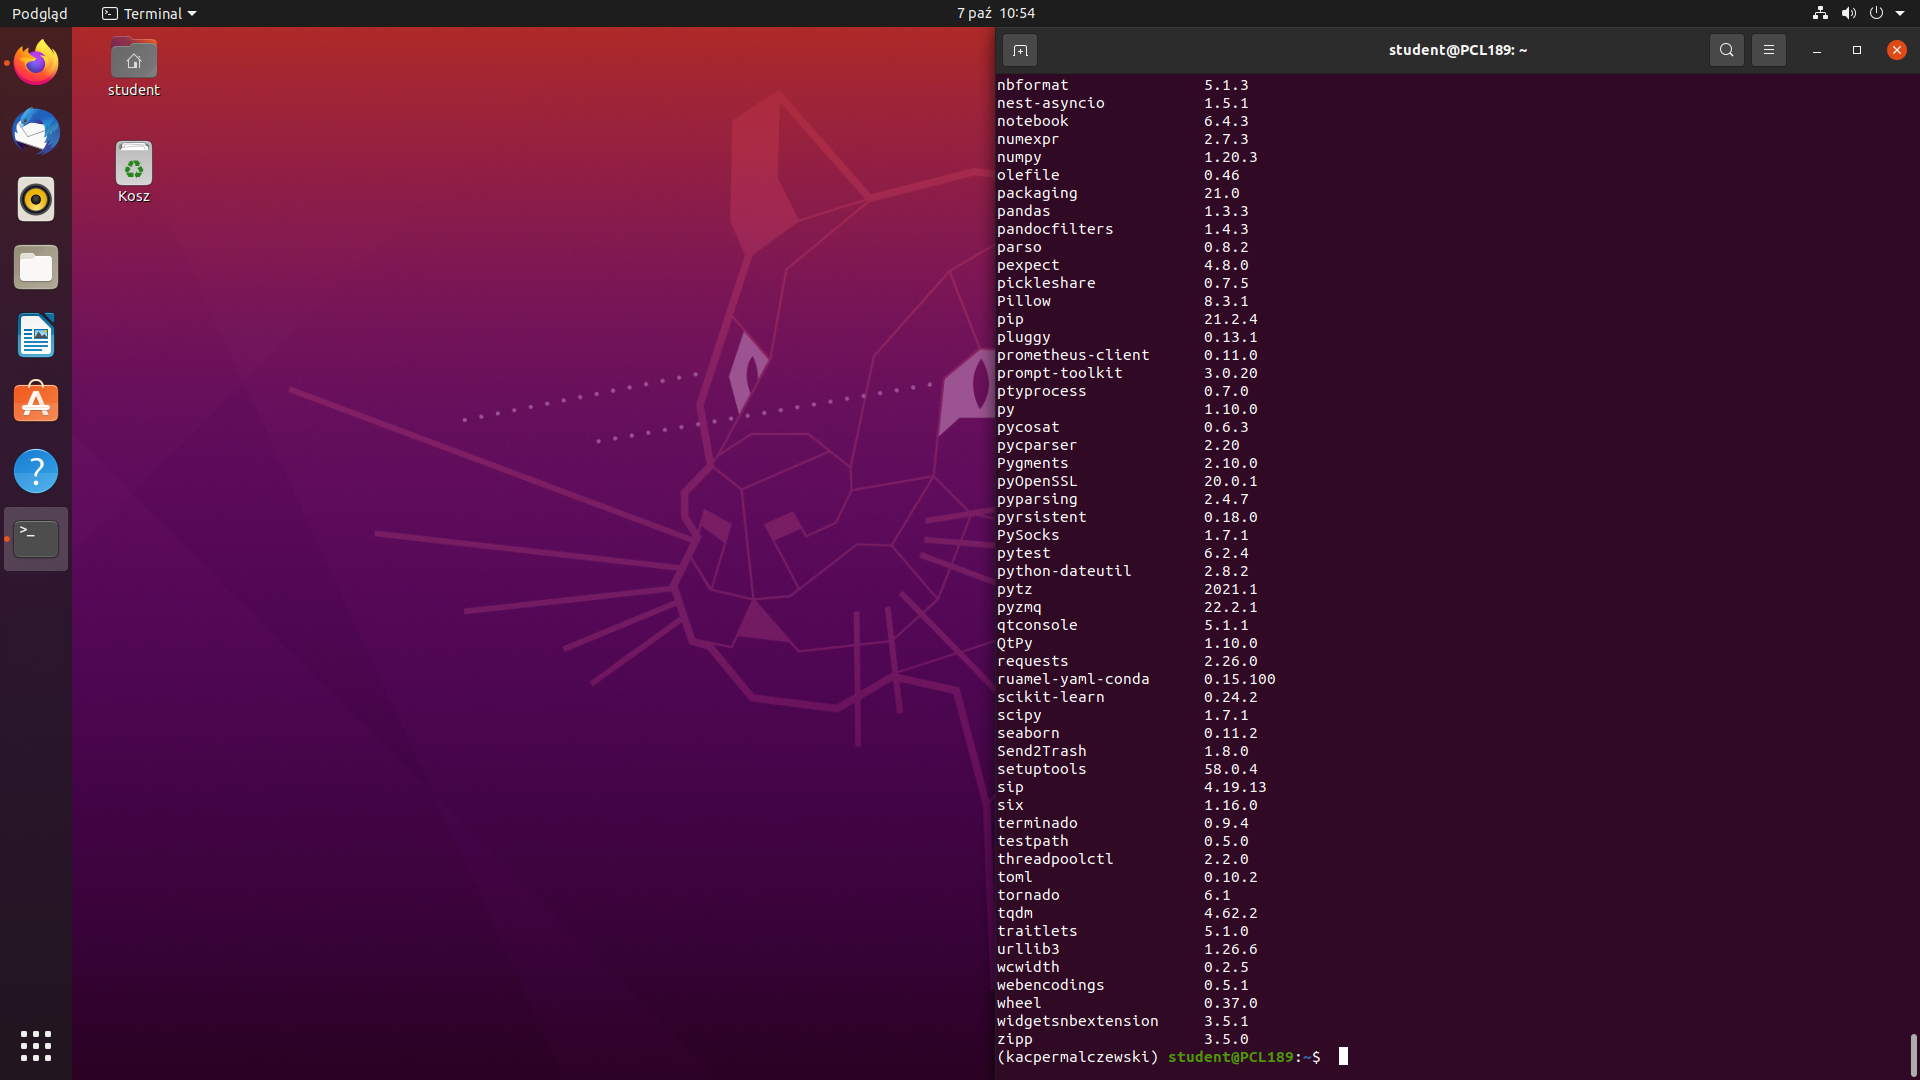 Podgląd Terminal 7 paź 10:54
student
Kosz
student@PCL189: ~
nbformat 5.1.3
nest-asyncio 1.5.1
notebook 6.4.3
numexpr 2.7.3
numpy 1.20.3
olefile 0.46
packaging 21.0
pandas 1.3.3
pandocfilters 1.4.3
parso 0.8.2
pexpect 4.8.0
pickleshare 0.7.5
Pillow 8.3.1
pip 21.2.4
pluggy 0.13.1
prometheus-client 0.11.0
prompt-toolkit 3.0.20
ptyprocess 0.7.0
py 1.10.0
pycosat 0.6.3
pycparser 2.20
Pygments 2.10.0
pyOpenSSL 20.0.1
pyparsing 2.4.7
pyrsistent 0.18.0
PySocks 1.7.1
pytest 6.2.4
python-dateutil 2.8.2
pytz 2021.1
pyzmq 22.2.1
qtconsole 5.1.1
QtPy 1.10.0
requests 2.26.0
ruamel-yaml-conda 0.15.100
scikit-learn 0.24.2
scipy 1.7.1
seaborn 0.11.2
Send2Trash 1.8.0
setuptools 58.0.4
sip 4.19.13
six 1.16.0
terminado 0.9.4
testpath 0.5.0
threadpoolctl 2.2.0
toml 0.10.2
tornado 6.1
tqdm 4.62.2
traitlets 5.1.0
urllib3 1.26.6
wcwidth 0.2.5
webencodings 0.5.1
wheel 0.37.0
widgetsnbextension 3.5.1
zipp 3.5.0
(kacpermalczewski) student@PCL189:~$